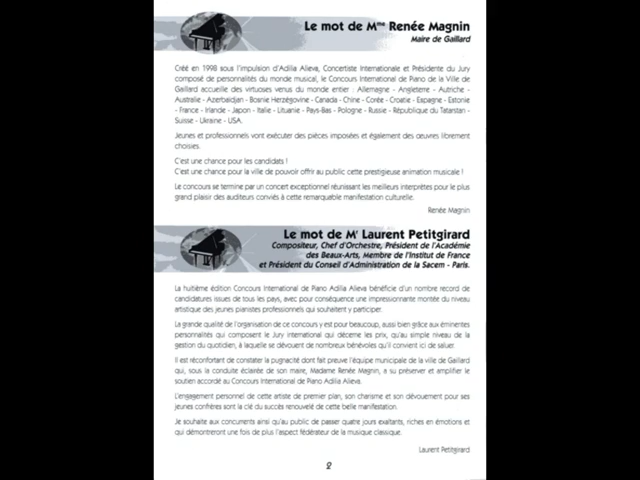 Le mot de Mme Renée Magnin
Maire de Gaillard
Créé en 1998 sous l'impulsion d'Adilia Alieva, Concertiste Internationale et Présidente du Jury
composé de personnalités du monde musical, le Concours International de Piano de la Ville de
Gaillard accueille des virtuoses venus du monde entier : Allemagne - Angleterre - Autriche -
Australie - Azerbaïdjan - Bosnie Herzégovine - Canada - Chine - Corée - Croatie - Espagne - Estonie
- France - Irlande - Japon - Italie - Lituanie - Pays-Bas - Pologne - Russie - République du Tatarstan -
Suisse - Ukraine - USA.
Jeunes et professionnels vont exécuter des pièces imposées et également des œuvres librement
choisies.
C'est une chance pour les candidats !
C'est une chance pour la ville de pouvoir offrir au public cette prestigieuse animation musicale !
Le concours se termine par un concert exceptionnel réunissant les meilleurs interprètes pour le plus
grand plaisir des auditeurs conviés à cette remarquable manifestation culturelle.
Renée Magnin
Le mot de Mr Laurent Petitgirard
Compositeur, Chef d'Orchestre, Président de l'Académie
des Beaux-Arts, Membre de l'Institut de France
et Président du Conseil d'Administration de la Sacem - Paris.
La huitième édition Concours International de Piano Adilia Alieva bénéficie d'un nombre record de
candidatures issues de tous les pays, avec pour conséquence une impressionnante montée du niveau
artistique des jeunes pianistes professionnels qui souhaitent y participer.
La grande qualité de l'organisation de ce concours y est pour beaucoup, aussi bien grâce aux éminentes
personnalités qui composent le Jury international qui décerne les prix, qu'au simple niveau de la
gestion du quotidien, à laquelle se dévouent de nombreux bénévoles qu'il convient ici de saluer.
Il est réconfortant de constater la pugnacité dont fait preuve l'équipe municipale de la ville de Gaillard
qui, sous la conduite éclairée de son maire, Madame Renée Magnin, a su préserver et amplifier le
soutien accordé au Concours International de Piano Adilia Alieva.
L'engagement personnel de cette artiste de premier plan, son charisme et son dévouement pour ses
jeunes confrères sont la clé du succès renouvelé de cette belle manifestation.
Je souhaite aux concurrents ainsi qu'au public de passer quatre jours exaltants, riches en émotions et
qui démontreront une fois de plus l'aspect fédérateur de la musique classique.
Laurent Petitgirard
2